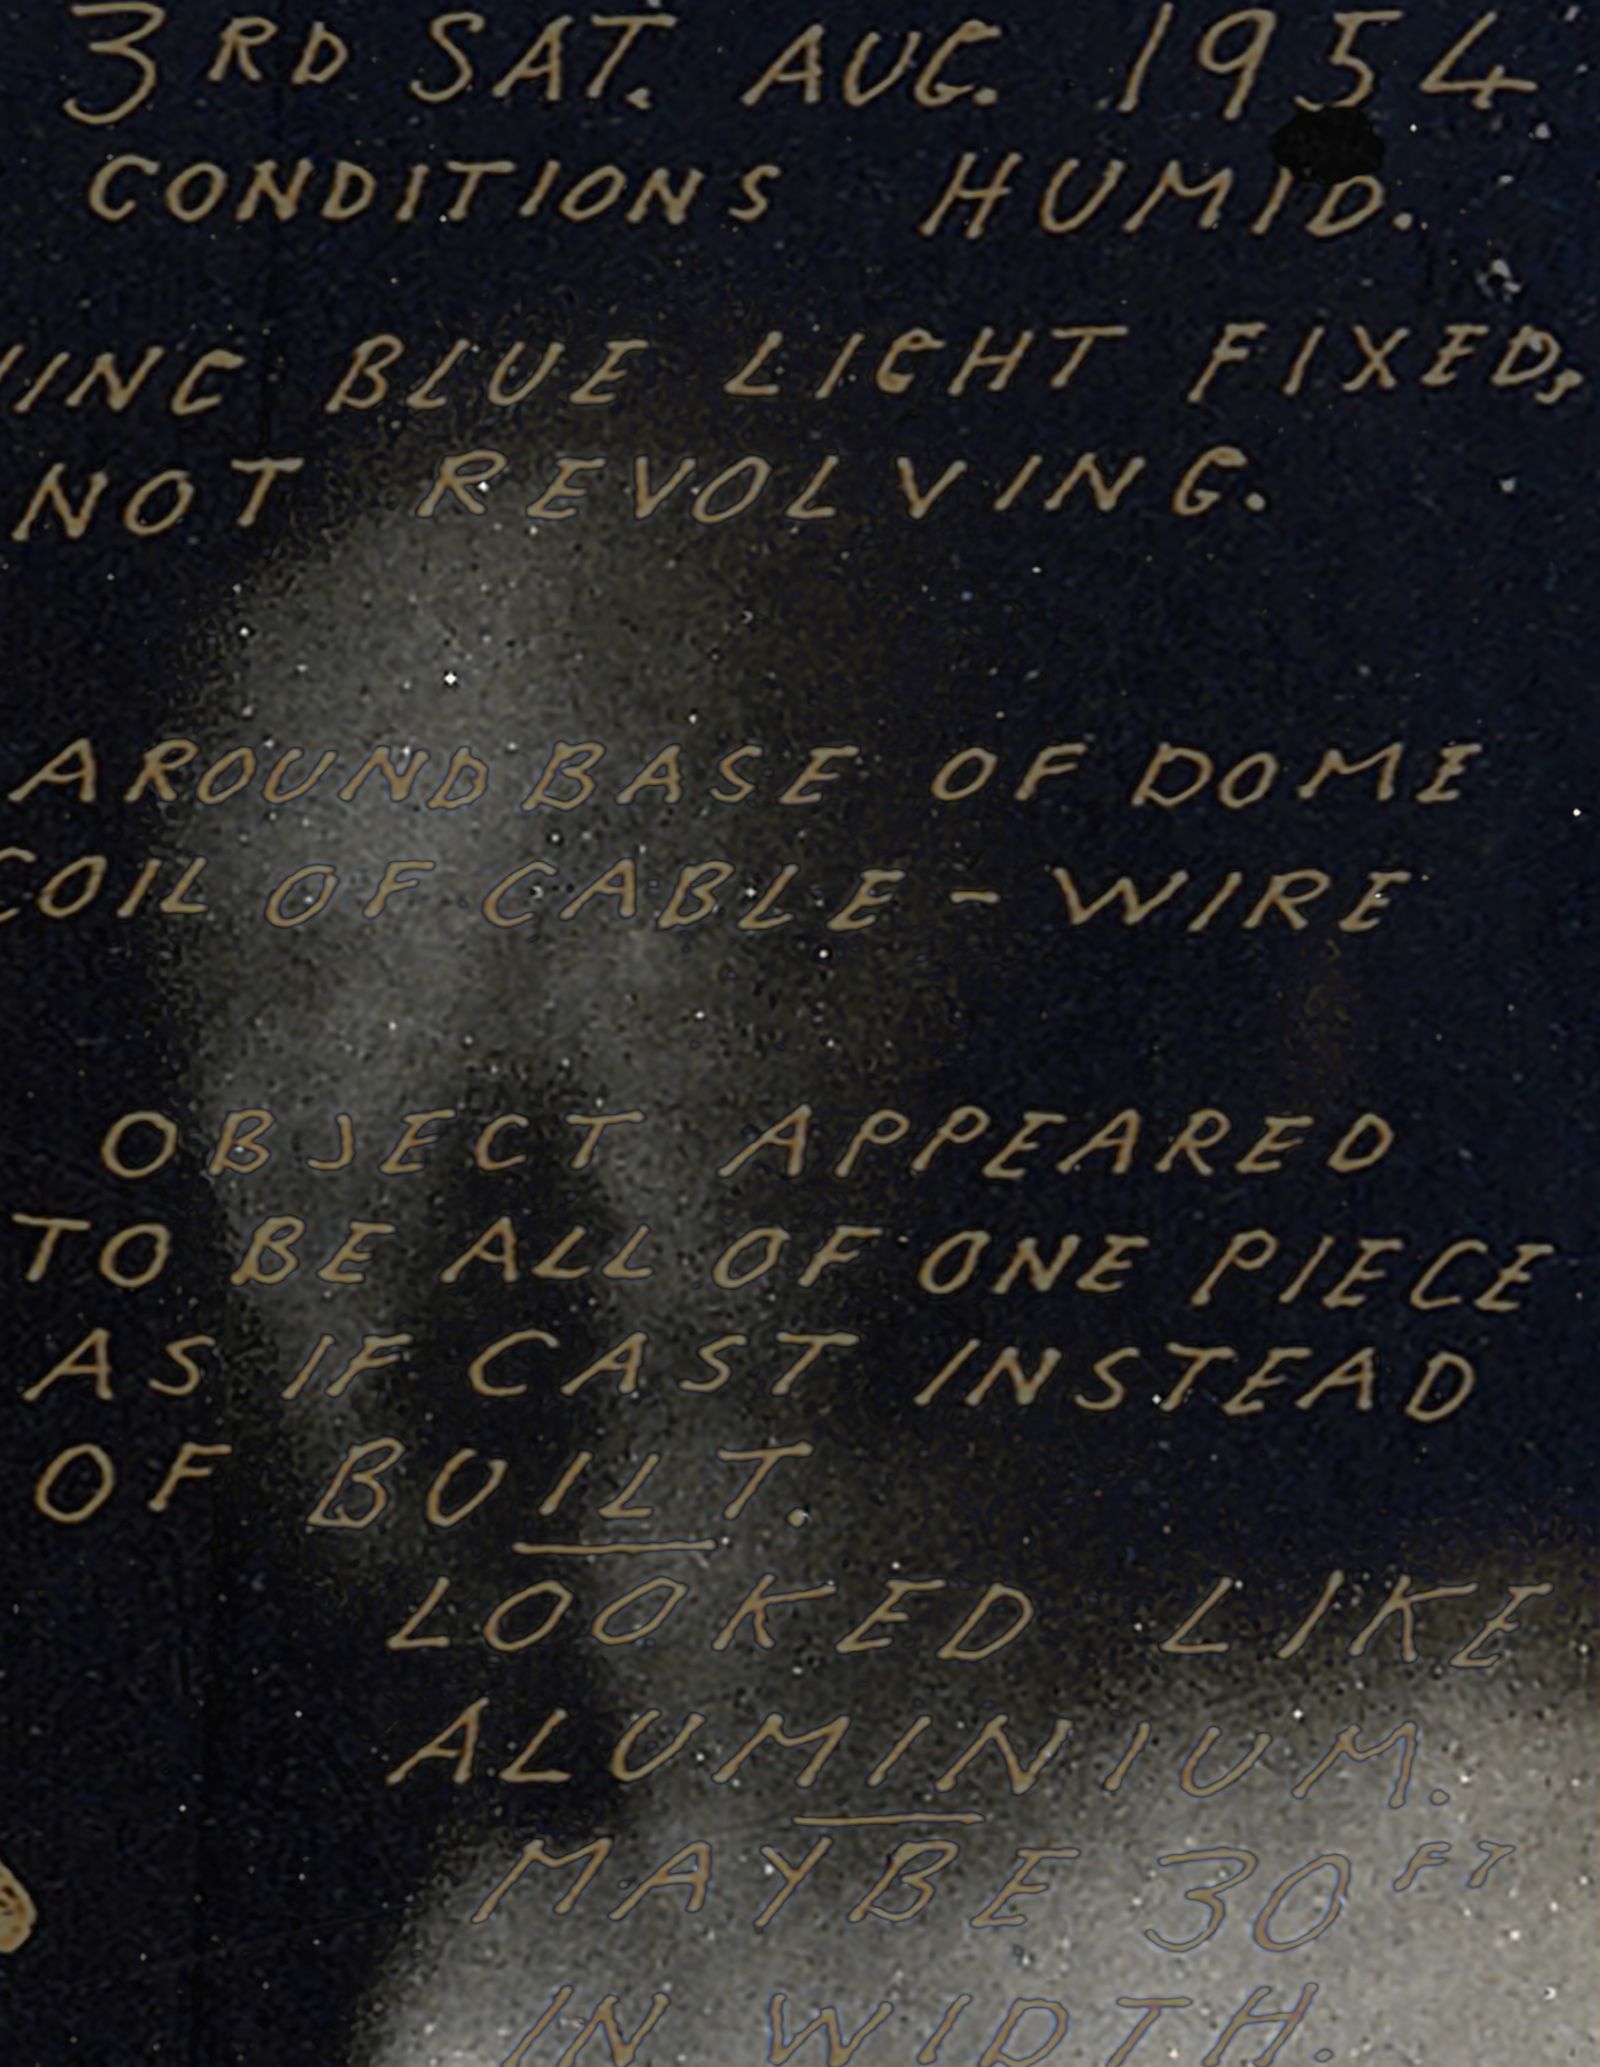 3RD SAT. AUG. 1954
CONDITIONS HUMID.
BLUE LIGHT FIXED,
NOT REVOLVING.
AROUND BASE OF DOME
COIL OF CABLE - WIRE
OBJECT APPEARED
TO BE ALL OF ONE PIECE
AS IF CAST INSTEAD
OF BUILT.
LOOKED LIKE
ALUMINIUM.
MAYBE 30 FT
IN WIDTH.